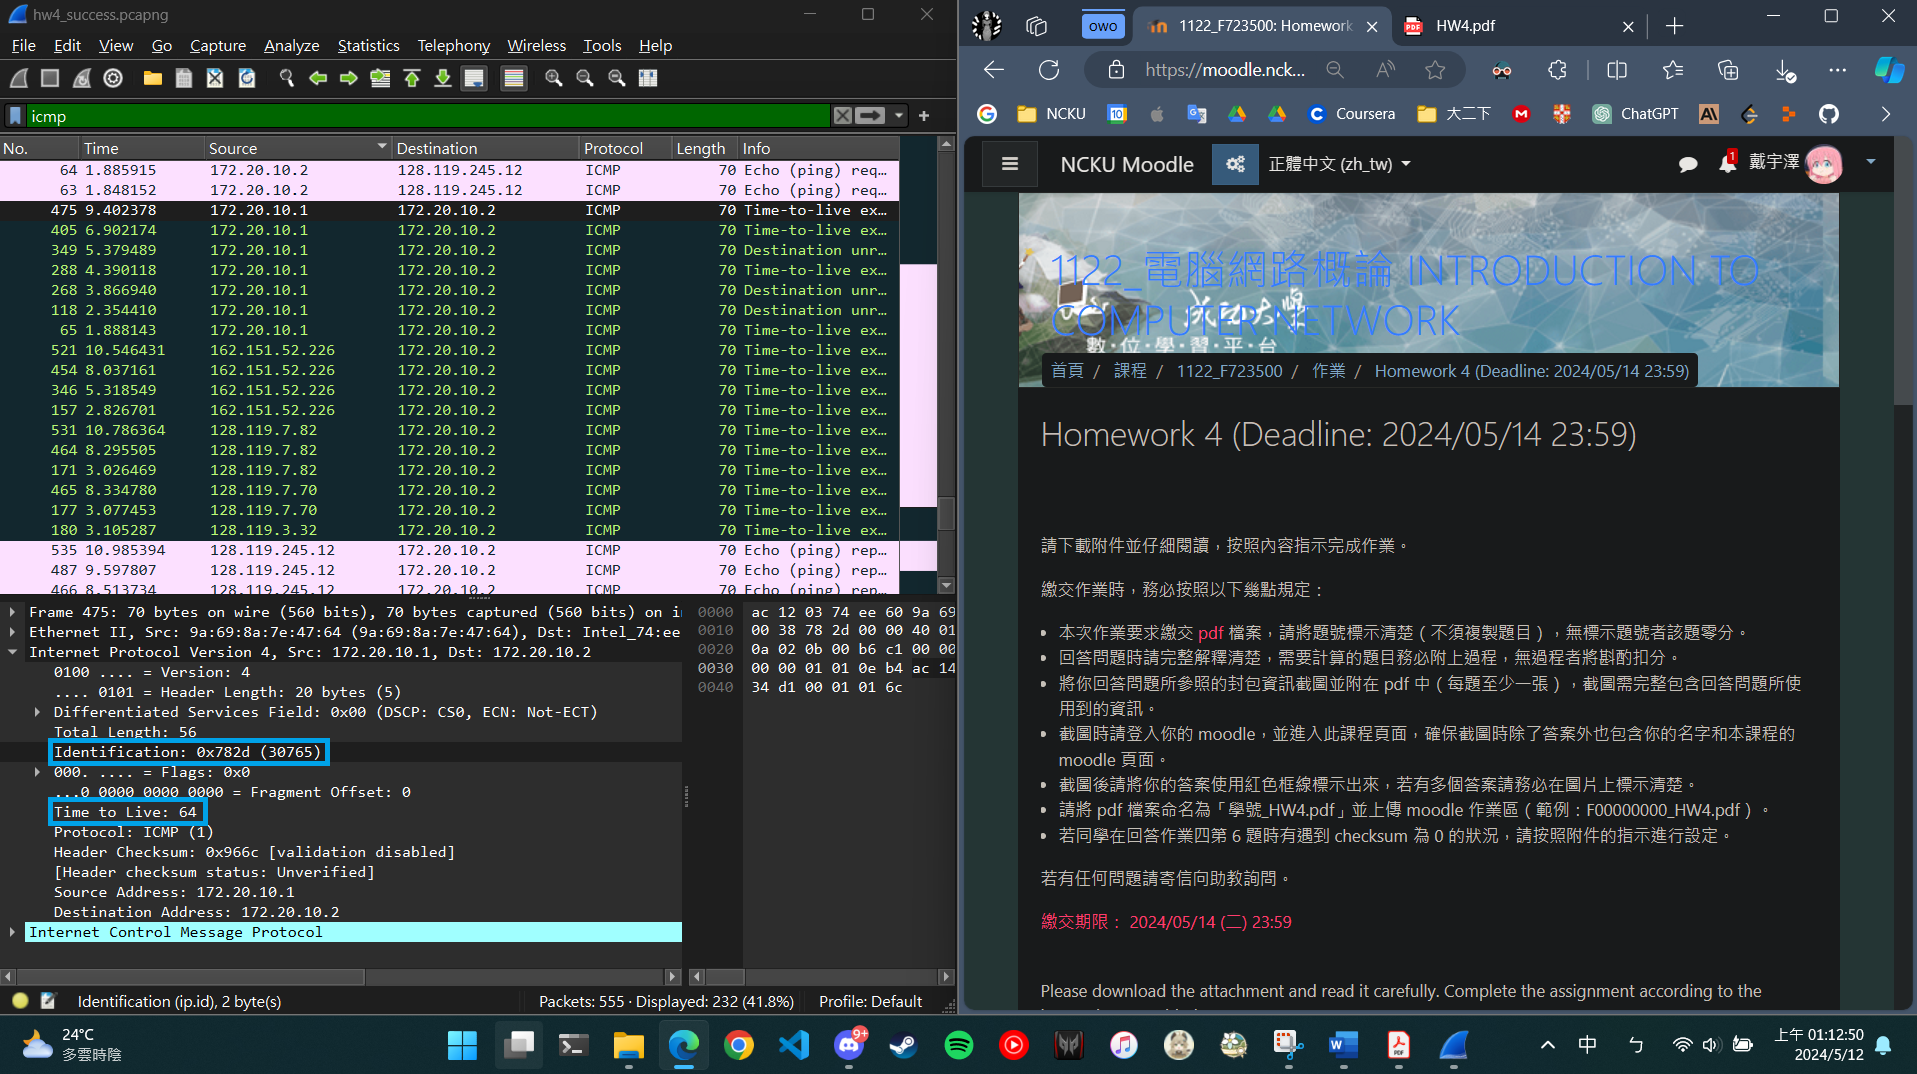 hw4_success.pcapng
File Edit View Go Capture Analyze Statistics Telephony Wireless Tools Help
icmp
No. Time Source Destination Protocol Length Info
64 1.885915 172.20.10.2 128.119.245.12 ICMP 70 Echo (ping) req…
63 1.848152 172.20.10.2 128.119.245.12 ICMP 70 Echo (ping) req…
475 9.402378 172.20.10.1 172.20.10.2 ICMP 70 Time-to-live ex…
405 6.902174 172.20.10.1 172.20.10.2 ICMP 70 Time-to-live ex…
349 5.379489 172.20.10.1 172.20.10.2 ICMP 70 Destination unr…
288 4.390118 172.20.10.1 172.20.10.2 ICMP 70 Time-to-live ex…
268 3.866940 172.20.10.1 172.20.10.2 ICMP 70 Destination unr…
118 2.354410 172.20.10.1 172.20.10.2 ICMP 70 Destination unr…
65 1.888143 172.20.10.1 172.20.10.2 ICMP 70 Time-to-live ex…
521 10.546431 162.151.52.226 172.20.10.2 ICMP 70 Time-to-live ex…
454 8.037161 162.151.52.226 172.20.10.2 ICMP 70 Time-to-live ex…
346 5.318549 162.151.52.226 172.20.10.2 ICMP 70 Time-to-live ex…
157 2.826701 162.151.52.226 172.20.10.2 ICMP 70 Time-to-live ex…
531 10.786364 128.119.7.82 172.20.10.2 ICMP 70 Time-to-live ex…
464 8.295505 128.119.7.82 172.20.10.2 ICMP 70 Time-to-live ex…
171 3.026469 128.119.7.82 172.20.10.2 ICMP 70 Time-to-live ex…
465 8.334780 128.119.7.70 172.20.10.2 ICMP 70 Time-to-live ex…
177 3.077453 128.119.7.70 172.20.10.2 ICMP 70 Time-to-live ex…
180 3.105287 128.119.3.32 172.20.10.2 ICMP 70 Time-to-live ex…
535 10.985394 128.119.245.12 172.20.10.2 ICMP 70 Echo (ping) rep…
487 9.597807 128.119.245.12 172.20.10.2 ICMP 70 Echo (ping) rep…
466 8.513734 128.119.245.12 172.20.10.2 ICMP 70 Echo (ping) rep…
Frame 475: 70 bytes on wire (560 bits), 70 bytes captured (560 bits) on i
Ethernet II, Src: 9a:69:8a:7e:47:64 (9a:69:8a:7e:47:64), Dst: Intel_74:ee
Internet Protocol Version 4, Src: 172.20.10.1, Dst: 172.20.10.2
0100 .... = Version: 4
.... 0101 = Header Length: 20 bytes (5)
Differentiated Services Field: 0x00 (DSCP: CS0, ECN: Not-ECT)
Total Length: 56
Identification: 0x782d (30765)
000. .... = Flags: 0x0
...0 0000 0000 0000 = Fragment Offset: 0
Time to Live: 64
Protocol: ICMP (1)
Header Checksum: 0x966c [validation disabled]
[Header checksum status: Unverified]
Source Address: 172.20.10.1
Destination Address: 172.20.10.2
Internet Control Message Protocol
0000 ac 12 03 74 ee 60 9a 69
0010 00 38 78 2d 00 00 40 01
0020 0a 02 0b 00 b6 c1 00 00
0030 00 00 01 01 0e b4 ac 14
0040 34 d1 00 01 01 6c
Identification (ip.id), 2 byte(s)
Packets: 555 · Displayed: 232 (41.8%)
Profile: Default
owo
1122_F723500: Homework
HW4.pdf
https://moodle.nck...
NCKU
10
Coursera
大二下
ChatGPT
NCKU Moodle
正體中文 (zh_tw)
1
戴宇澤
1122_電腦網路概論 INTRODUCTION TO
COMPUTER NETWORK
數·位·學·習·平·台
首頁 / 課程 / 1122_F723500 / 作業 / Homework 4 (Deadline: 2024/05/14 23:59)
Homework 4 (Deadline: 2024/05/14 23:59)
請下載附件並仔細閱讀，按照內容指示完成作業。
繳交作業時，務必按照以下幾點規定：
• 本次作業要求繳交 pdf 檔案，請將題號標示清楚（不須複製題目），無標示題號者該題零分。
• 回答問題時請完整解釋清楚，需要計算的題目務必附上過程，無過程者將斟酌扣分。
• 將你回答問題所參照的封包資訊截圖並附在 pdf 中（每題至少一張），截圖需完整包含回答問題所使
用到的資訊。
• 截圖時請登入你的 moodle，並進入此課程頁面，確保截圖時除了答案外也包含你的名字和本課程的
moodle 頁面。
• 截圖後請將你的答案使用紅色框線標示出來，若有多個答案請務必在圖片上標示清楚。
• 請將 pdf 檔案命名為「學號_HW4.pdf」並上傳 moodle 作業區（範例：F00000000_HW4.pdf）。
• 若同學在回答作業四第 6 題時有遇到 checksum 為 0 的狀況，請按照附件的指示進行設定。
若有任何問題請寄信向助教詢問。
繳交期限： 2024/05/14 (二) 23:59
Please download the attachment and read it carefully. Complete the assignment according to the
24°C
多雲時陰
9+
中
ㄅ
上午 01:12:50
2024/5/12